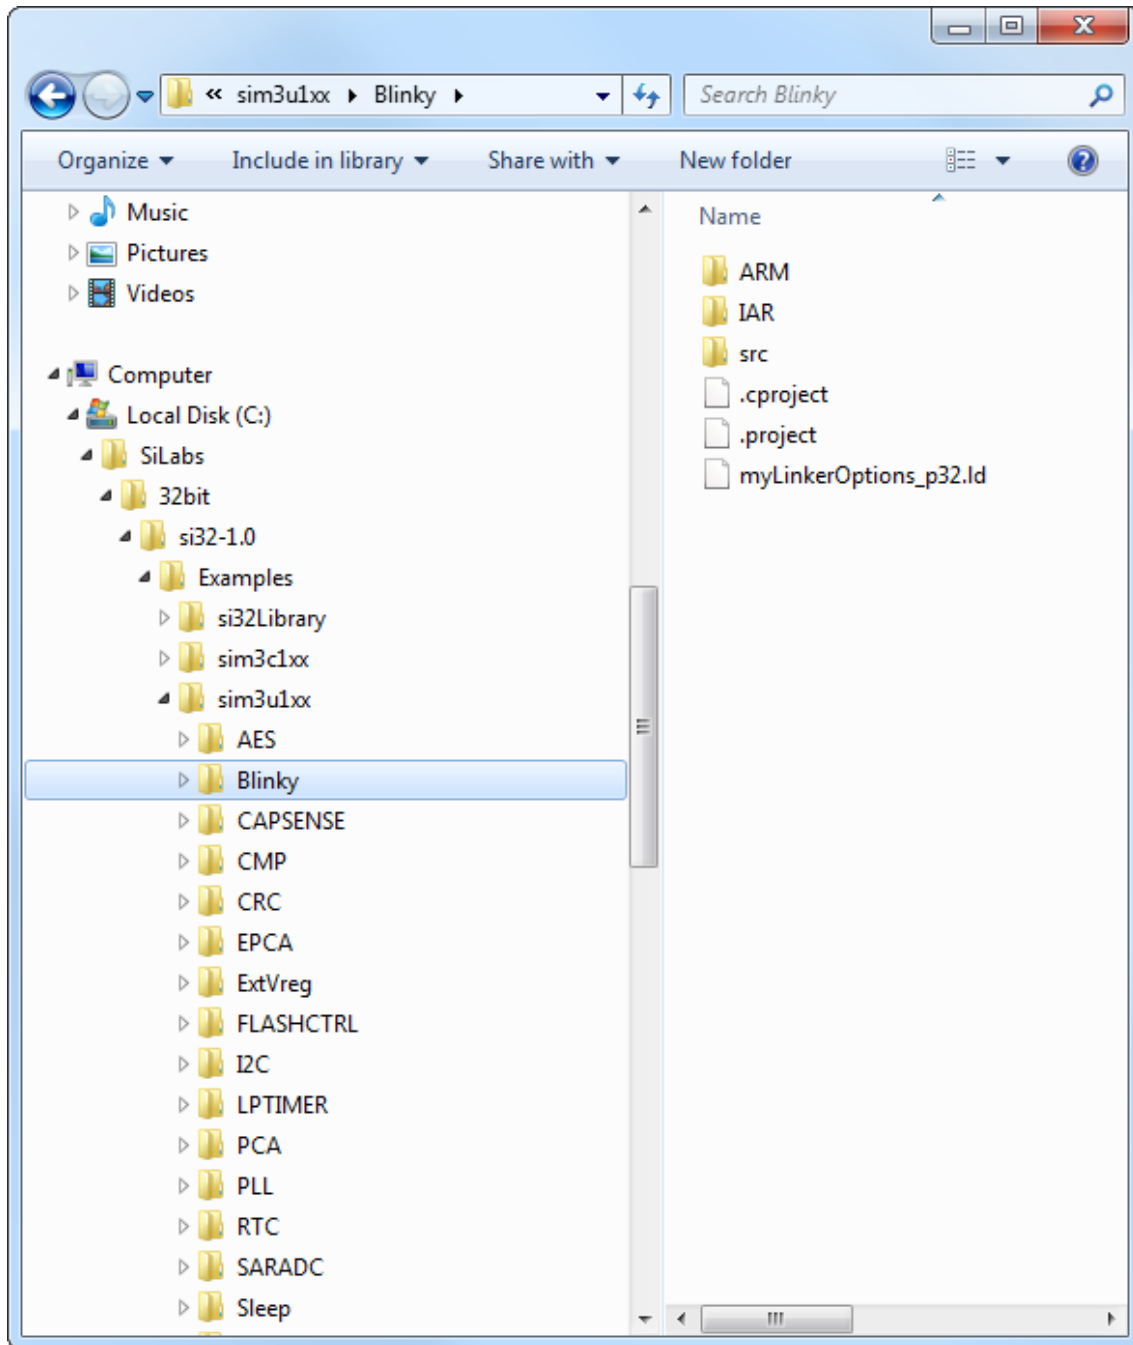 « sim3u1xx ▸ Blinky ▸ Search Blinky
Organize Include in library Share with New folder
Music
Pictures
Videos
Computer
Local Disk (C:)
SiLabs
32bit
si32-1.0
Examples
si32Library
sim3c1xx
sim3u1xx
AES
Blinky
CAPSENSE
CMP
CRC
EPCA
ExtVreg
FLASHCTRL
I2C
LPTIMER
PCA
PLL
RTC
SARADC
Sleep
Name
ARM
IAR
src
.cproject
.project
myLinkerOptions_p32.ld